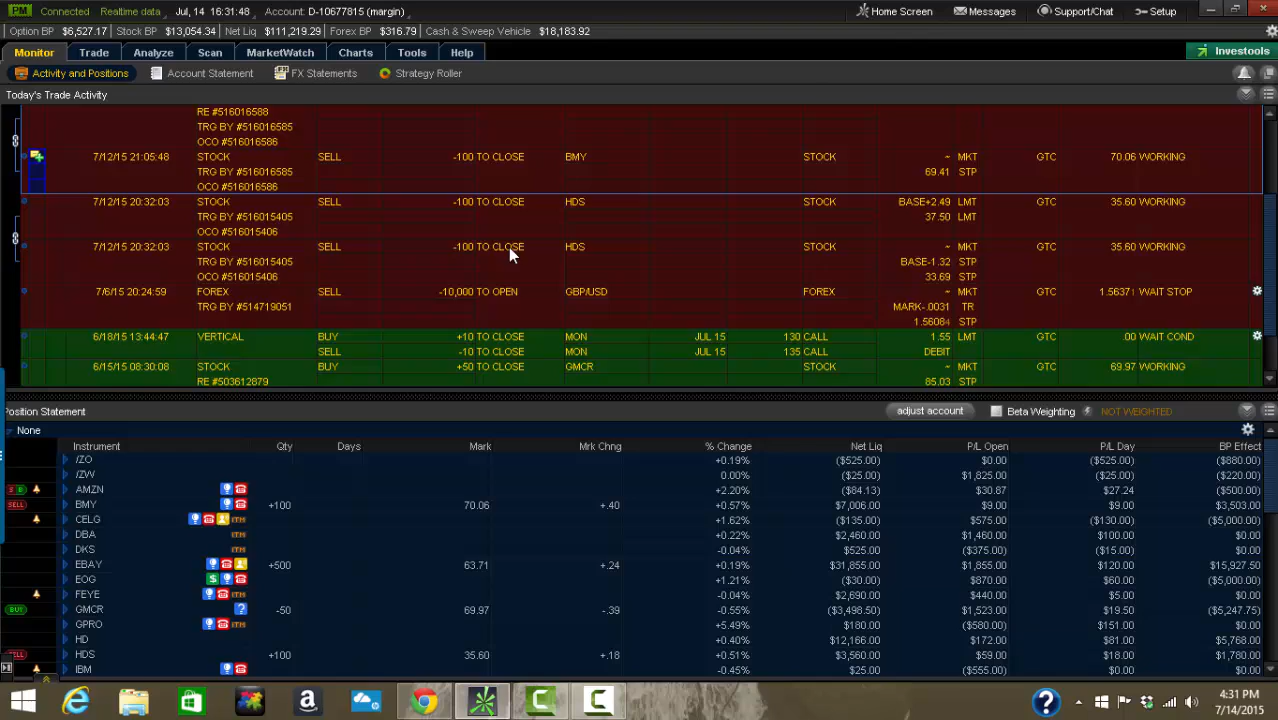 PM Connected Realtime data Jul, 14 16:31:48 Account: D-10677815 (margin) Home Screen Messages Support/Chat Setup
Option BP $6,527.17 Stock BP $13,054.34 Net Liq $111,219.29 Forex BP $316.79 Cash & Sweep Vehicle $18,183.92
Monitor Trade Analyze Scan MarketWatch Charts Tools Help Investools
Activity and Positions Account Statement FX Statements Strategy Roller
Today's Trade Activity
RE #516016588
TRG BY #516016585
OCO #516016586
7/12/15 21:05:48 STOCK SELL -100 TO CLOSE BMY STOCK ~ MKT GTC 70.06 WORKING
TRG BY #516016585 69.41 STP
OCO #516016586
7/12/15 20:32:03 STOCK SELL -100 TO CLOSE HDS STOCK BASE+2.49 LMT GTC 35.60 WORKING
TRG BY #516015405 37.50 LMT
OCO #516015406
7/12/15 20:32:03 STOCK SELL -100 TO CLOSE HDS STOCK ~ MKT GTC 35.60 WORKING
TRG BY #516015405 BASE-1.32 STP
OCO #516015406 33.69 STP
7/6/15 20:24:59 FOREX SELL -10,000 TO OPEN GBP/USD FOREX ~ MKT GTC WAIT STOP
TRG BY #514719051 MARK-.0031 TR
1.56084 STP
6/18/15 13:44:47 VERTICAL BUY +10 TO CLOSE MON JUL 15 130 CALL 1.55 LMT GTC .00 WAIT COND
SELL -10 TO CLOSE MON JUL 15 135 CALL DEBIT
6/15/15 08:30:08 STOCK BUY +50 TO CLOSE GMCR STOCK ~ MKT GTC 69.97 WORKING
RE #503612879 85.03 STP
Position Statement adjust account Beta Weighting NOT WEIGHTED
None
Instrument Qty Days Mark Mrk Chng % Change Net Liq P/L Open P/L Day BP Effect
/ZO +0.19% ($525.00) $0.00 ($525.00) ($880.00)
/ZW 0.00% ($25.00) $1,825.00 ($25.00) ($220.00)
AMZN +2.20% ($84.13) $30.87 $27.24 ($500.00)
SELL BMY +100 70.06 +.40 +0.57% $7,006.00 $9.00 $9.00 $3,503.00
CELG ITM +1.62% ($135.00) $575.00 ($130.00) ($5,000.00)
DBA ITM +0.22% $2,460.00 $1,460.00 $100.00 $0.00
DKS ITM -0.04% $525.00 ($375.00) ($15.00) $0.00
EBAY +500 63.71 +.24 +0.19% $31,855.00 $1,855.00 $120.00 $15,927.50
EOG $ +1.21% ($30.00) $870.00 $60.00 ($5,000.00)
FEYE ITM -0.04% $2,690.00 $440.00 $5.00 $0.00
BUY GMCR ? -50 69.97 -.39 -0.55% ($3,498.50) $1,523.00 $19.50 ($5,247.75)
GPRO ITM +5.49% $180.00 ($580.00) $151.00 $0.00
HD +0.40% $12,166.00 $172.00 $81.00 $5,768.00
SELL HDS +100 35.60 +.18 +0.51% $3,560.00 $59.00 $18.00 $1,780.00
IBM -0.45% $25.00 ($555.00) $0.00 $0.00
4:31 PM
7/14/2015